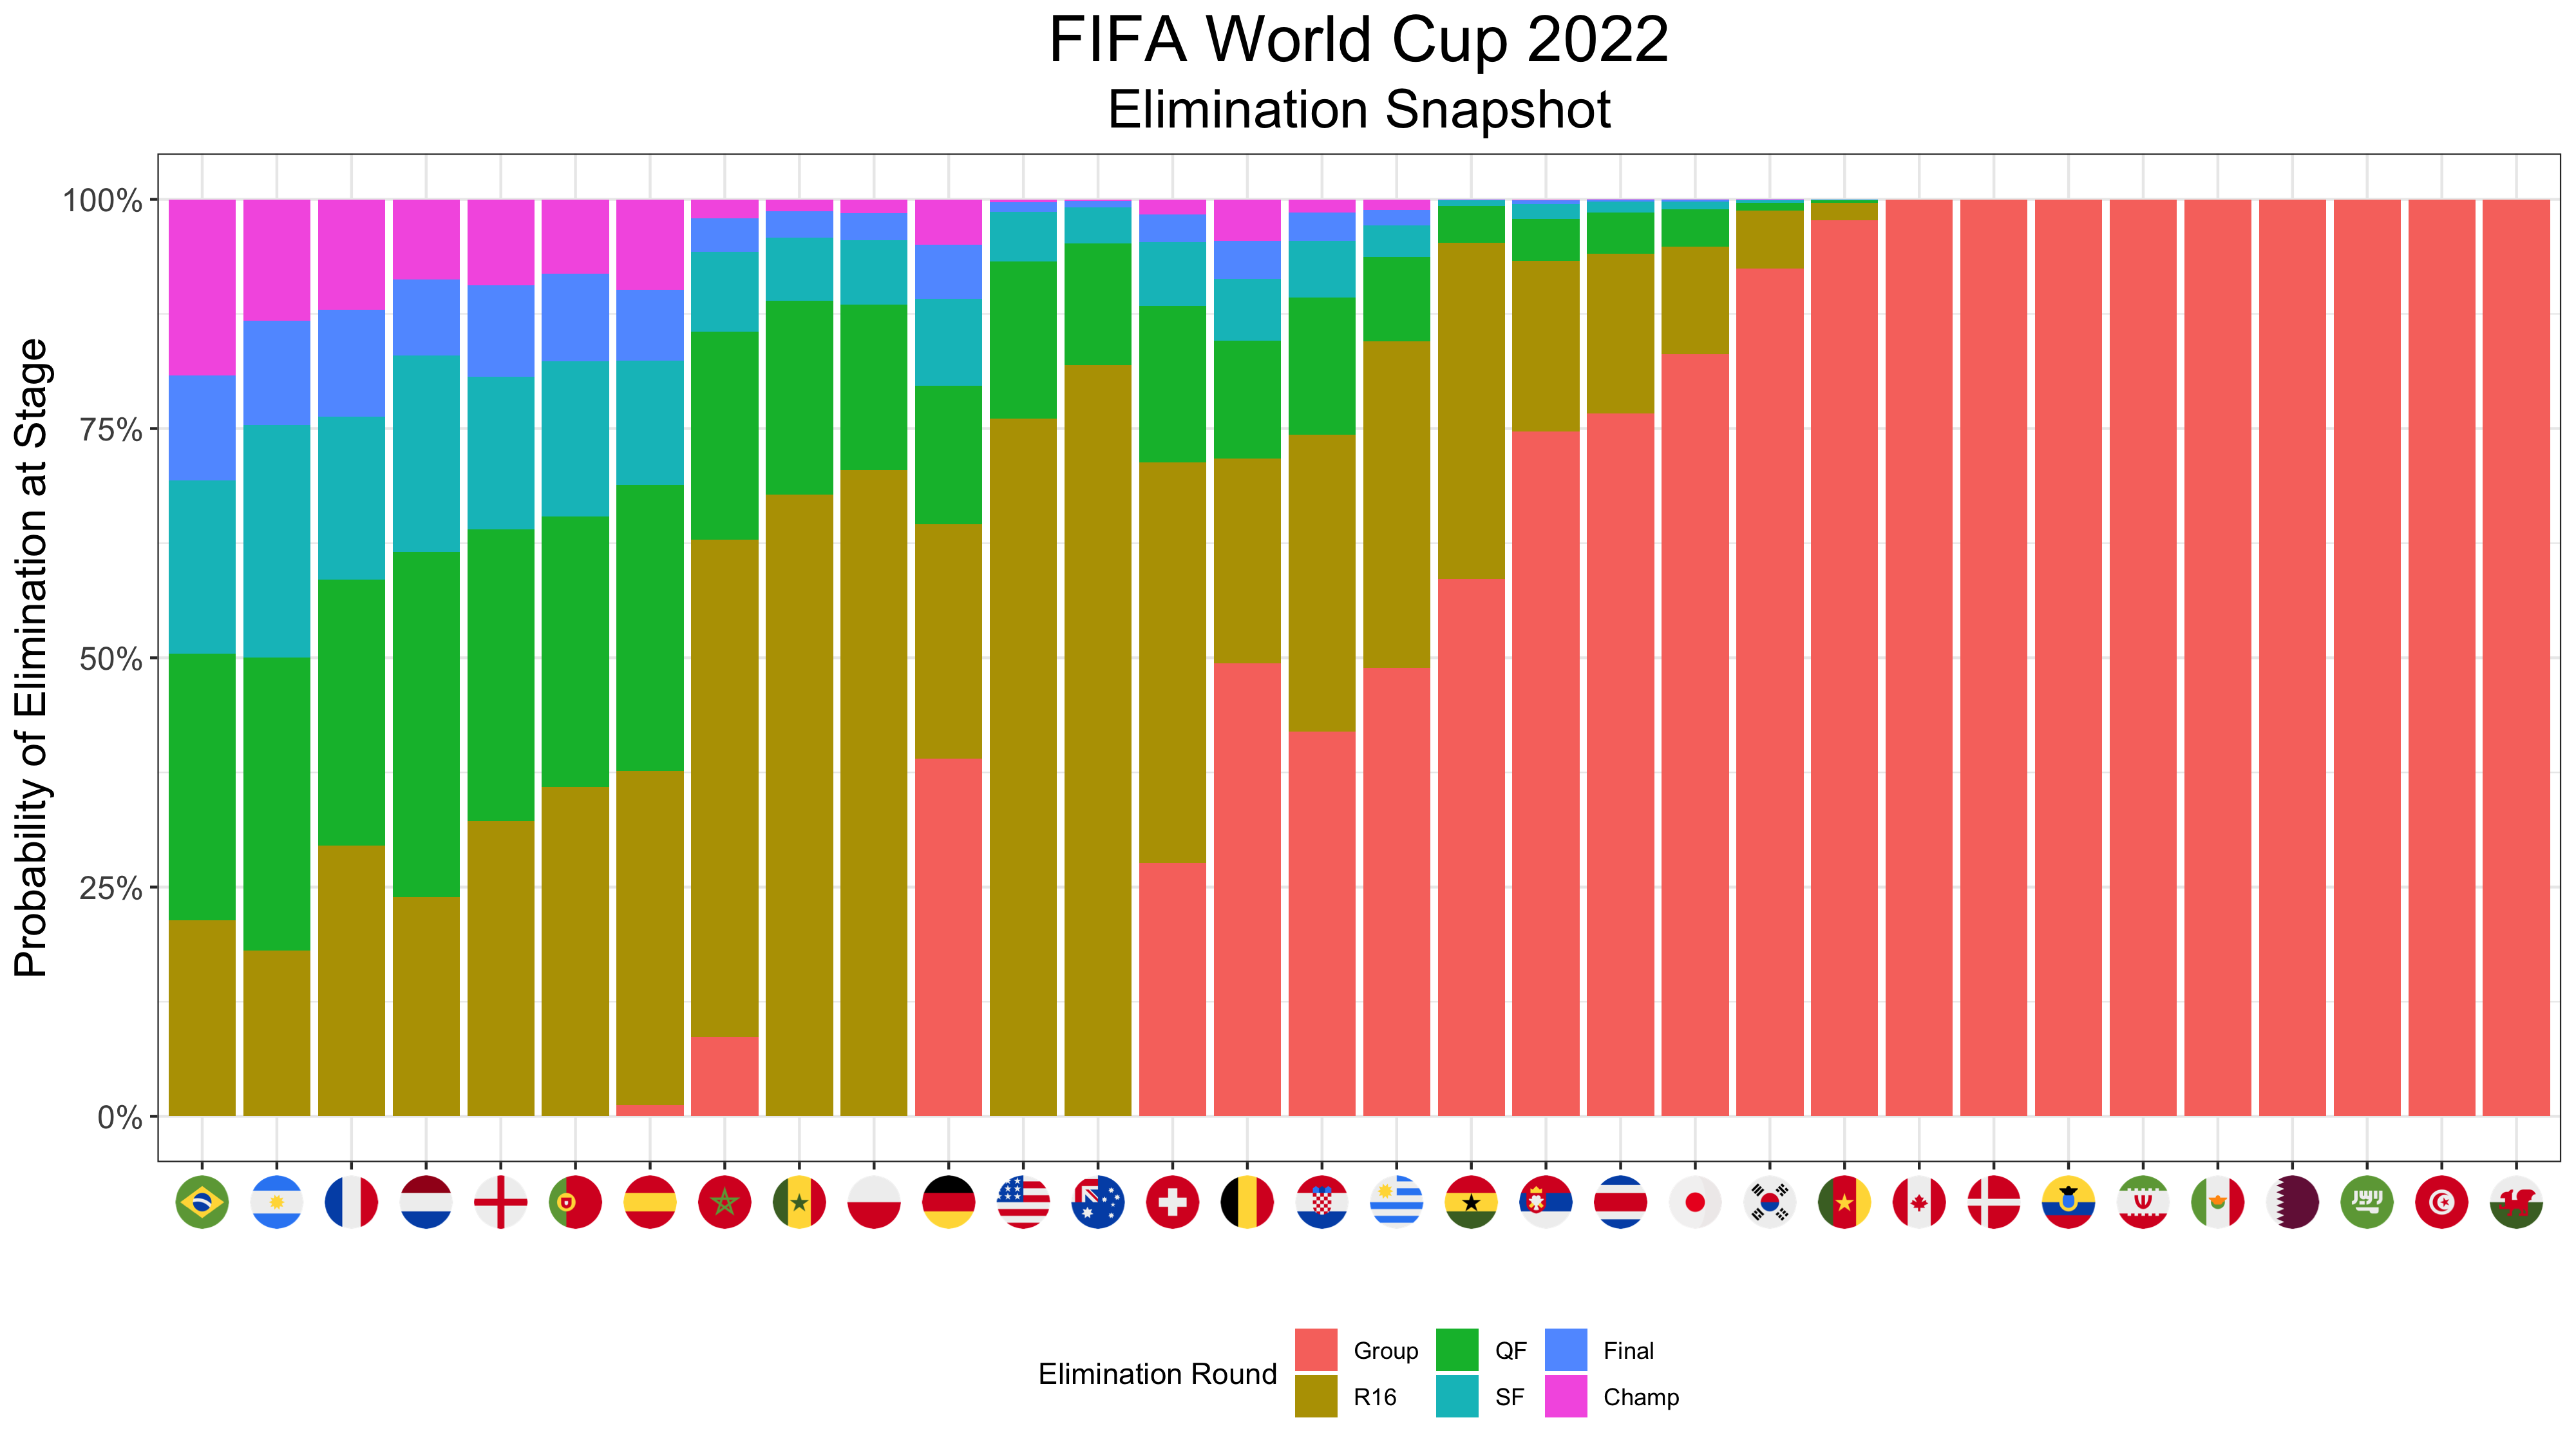 FIFA World Cup 2022
Elimination Snapshot
Probability of Elimination at Stage
100%
75%
50%
25%
0%
Elimination Round
Group
QF
Final
R16
SF
Champ